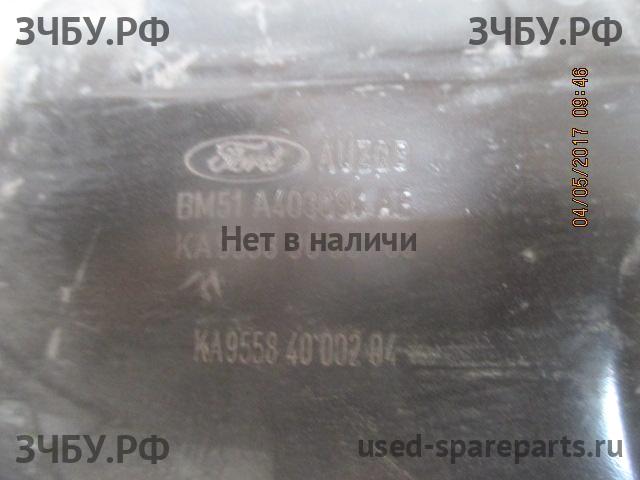 ЗЧБУ.РФ ЗЧБУ.РФ
04/05/2017 09:46
Ford
BM51
Нет в наличи
KA9558 40 002 04
ЗЧБУ.РФ used-spareparts.ru